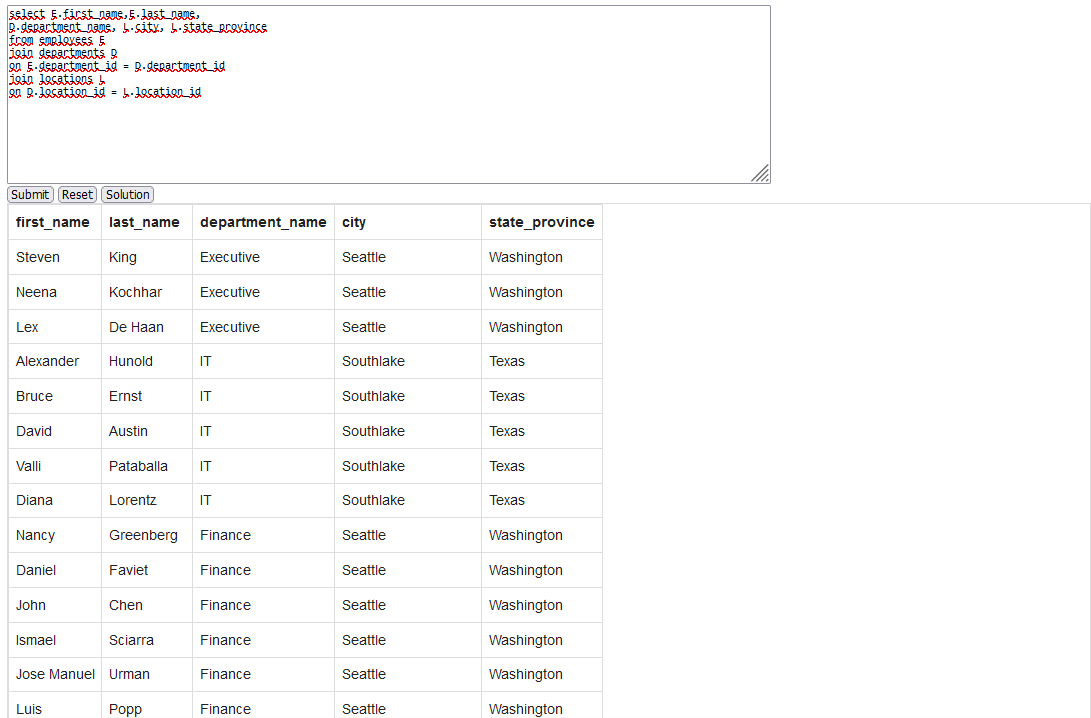 select E.first_name,E.last_name,
D.department_name, L.city, L.state_province
from employees E
join departments D
on E.department_id = D.department_id
join locations L
on D.location_id = L.location_id
Submit Reset Solution
first_name last_name department_name city state_province
Steven King Executive Seattle Washington
Neena Kochhar Executive Seattle Washington
Lex De Haan Executive Seattle Washington
Alexander Hunold IT Southlake Texas
Bruce Ernst IT Southlake Texas
David Austin IT Southlake Texas
Valli Pataballa IT Southlake Texas
Diana Lorentz IT Southlake Texas
Nancy Greenberg Finance Seattle Washington
Daniel Faviet Finance Seattle Washington
John Chen Finance Seattle Washington
Ismael Sciarra Finance Seattle Washington
Jose Manuel Urman Finance Seattle Washington
Luis Popp Finance Seattle Washington